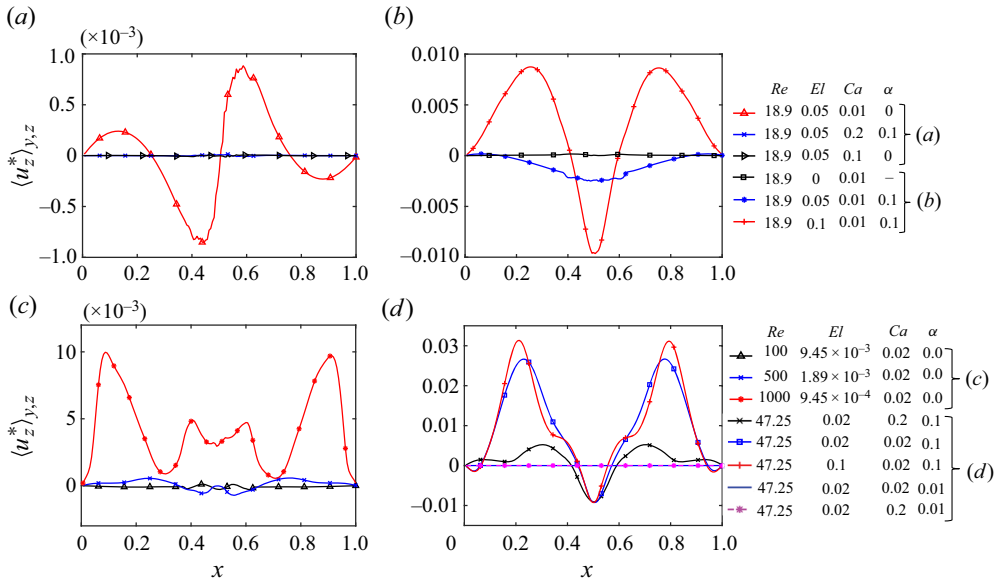 (a)
(×10⁻³)
1.0
0.5
0
−0.5
−1.0
⟨u*z⟩y,z
0 0.2 0.4 0.6 0.8 1.0
(b)
0.010
0.005
0
−0.005
−0.010
0 0.2 0.4 0.6 0.8 1.0
Re El Ca α
18.9 0.05 0.01 0
18.9 0.05 0.2 0.1
18.9 0.05 0.1 0
(a)
18.9 0 0.01 –
18.9 0.05 0.01 0.1
18.9 0.1 0.01 0.1
(b)
(c)
(×10⁻³)
10
5
0
⟨u*z⟩y,z
0 0.2 0.4 0.6 0.8 1.0
x
(d)
0.03
0.02
0.01
0
−0.01
0 0.2 0.4 0.6 0.8 1.0
x
Re El Ca α
100 9.45 × 10⁻³ 0.02 0.0
500 1.89 × 10⁻³ 0.02 0.0
1000 9.45 × 10⁻⁴ 0.02 0.0
(c)
47.25 0.02 0.2 0.1
47.25 0.02 0.02 0.1
47.25 0.1 0.02 0.1
47.25 0.02 0.02 0.01
47.25 0.02 0.2 0.01
(d)